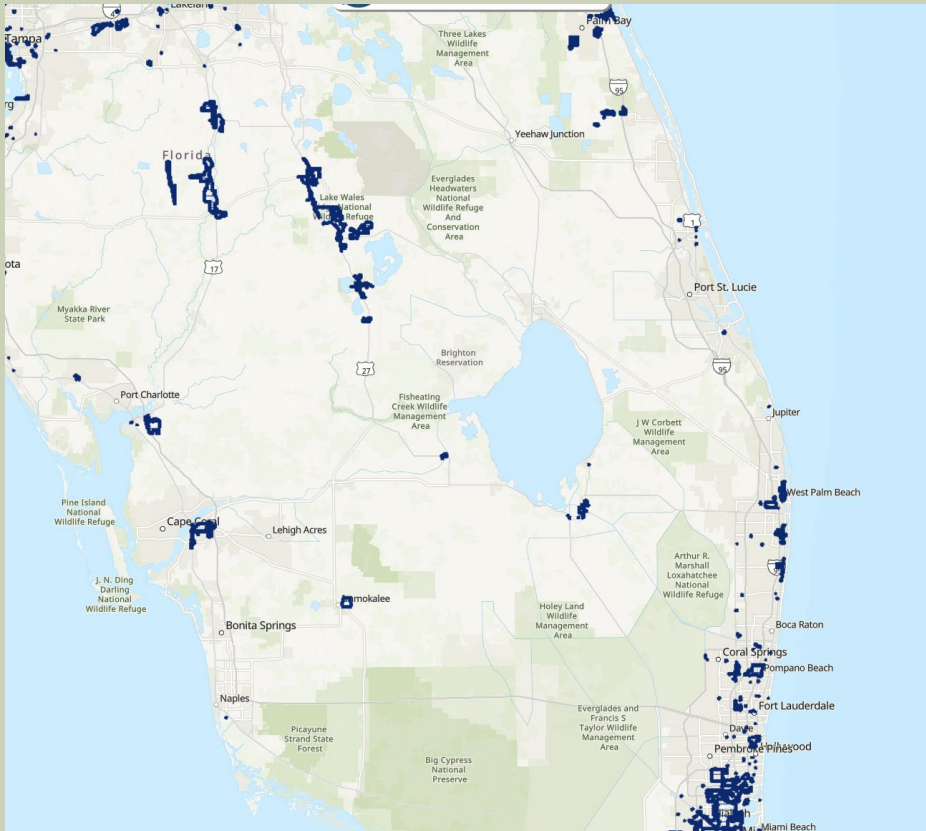 Lakeland
4
Tampa
Palm Bay
Three Lakes
Wildlife
Management
Area
95
rg
Yeehaw Junction
Florida
Everglades
Headwaters
National
Wildlife Refuge
And
Conservation
Area
Lake Wales
National
Wildlife Refuge
1
ota
17
Port St. Lucie
Myakka River
State Park
Brighton
Reservation
27
95
Port Charlotte
Fisheating
Creek Wildlife
Management
Area
Jupiter
J W Corbett
Wildlife
Management
Area
Pine Island
National
Wildlife Refuge
West Palm Beach
Cape Coral
Lehigh Acres
Arthur R.
Marshall
Loxahatchee
National
Wildlife Refuge
95
J. N. Ding
Darling
National
Wildlife Refuge
Immokalee
Holey Land
Wildlife
Management
Area
Bonita Springs
Boca Raton
Coral Springs
Pompano Beach
Naples
Everglades and
Francis S
Taylor Wildlife
Management
Area
Fort Lauderdale
Davie
Picayune
Strand State
Forest
Hollywood
Pembroke Pines
Big Cypress
National
Preserve
Miami Beach